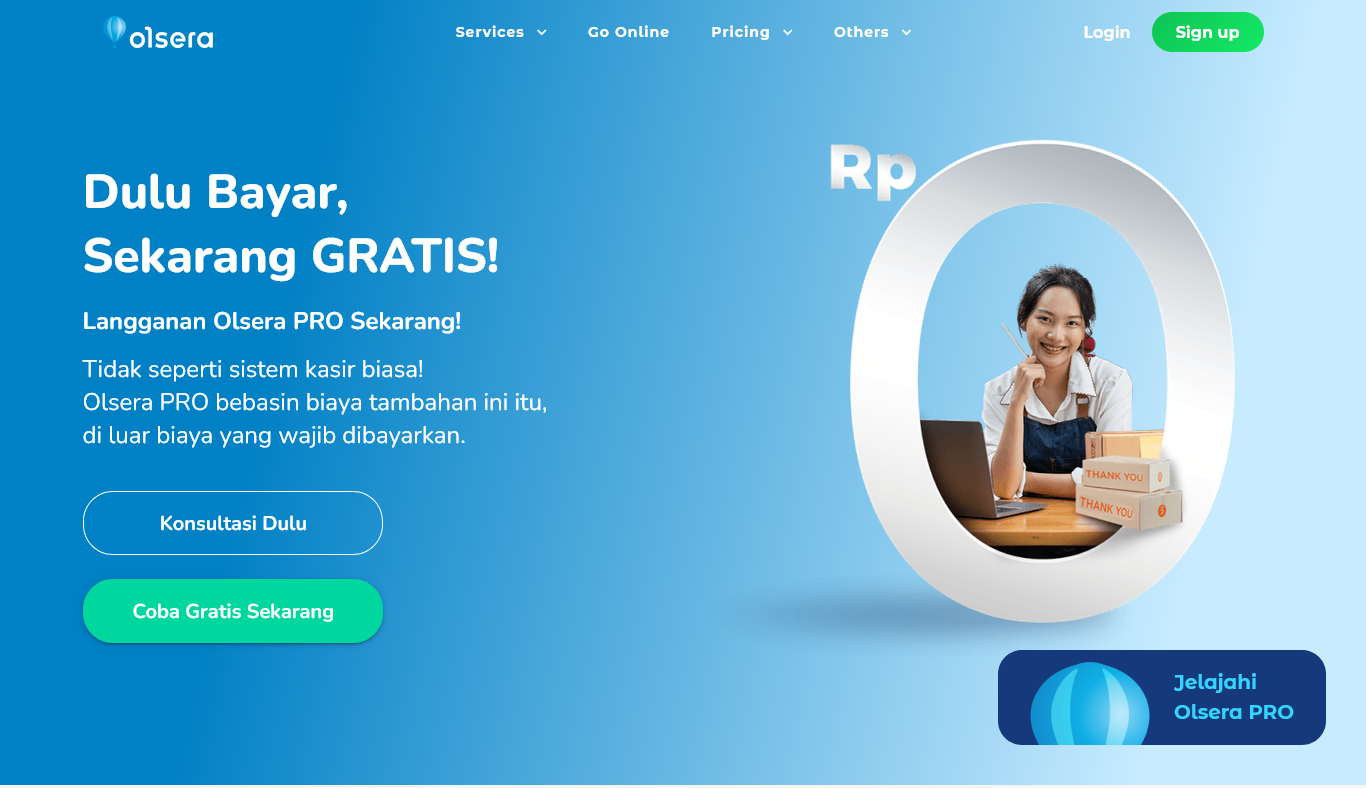 olsera
Services
Go Online
Pricing
Others
Login
Sign up
Rp
0
Dulu Bayar,
Sekarang GRATIS!
Langganan Olsera PRO Sekarang!
Tidak seperti sistem kasir biasa!
Olsera PRO bebasin biaya tambahan ini itu,
di luar biaya yang wajib dibayarkan.
THANK YOU
THANK YOU
Konsultasi Dulu
Coba Gratis Sekarang
Jelajahi
Olsera PRO